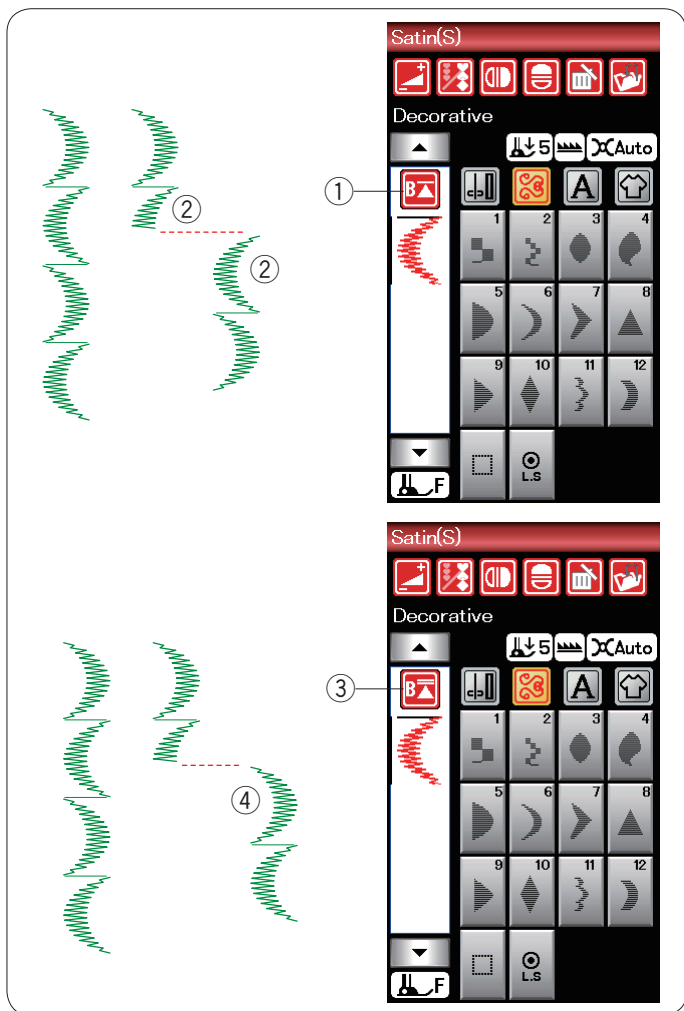 Satin(S)
Decorative
5 Auto
① B A
② 1 2 3 4
②
5 6 7 8
9 10 11 12
L.S
F
Satin(S)
Decorative
5 Auto
③ B A
1 2 3 4
④ 5 6 7 8
9 10 11 12
L.S
F